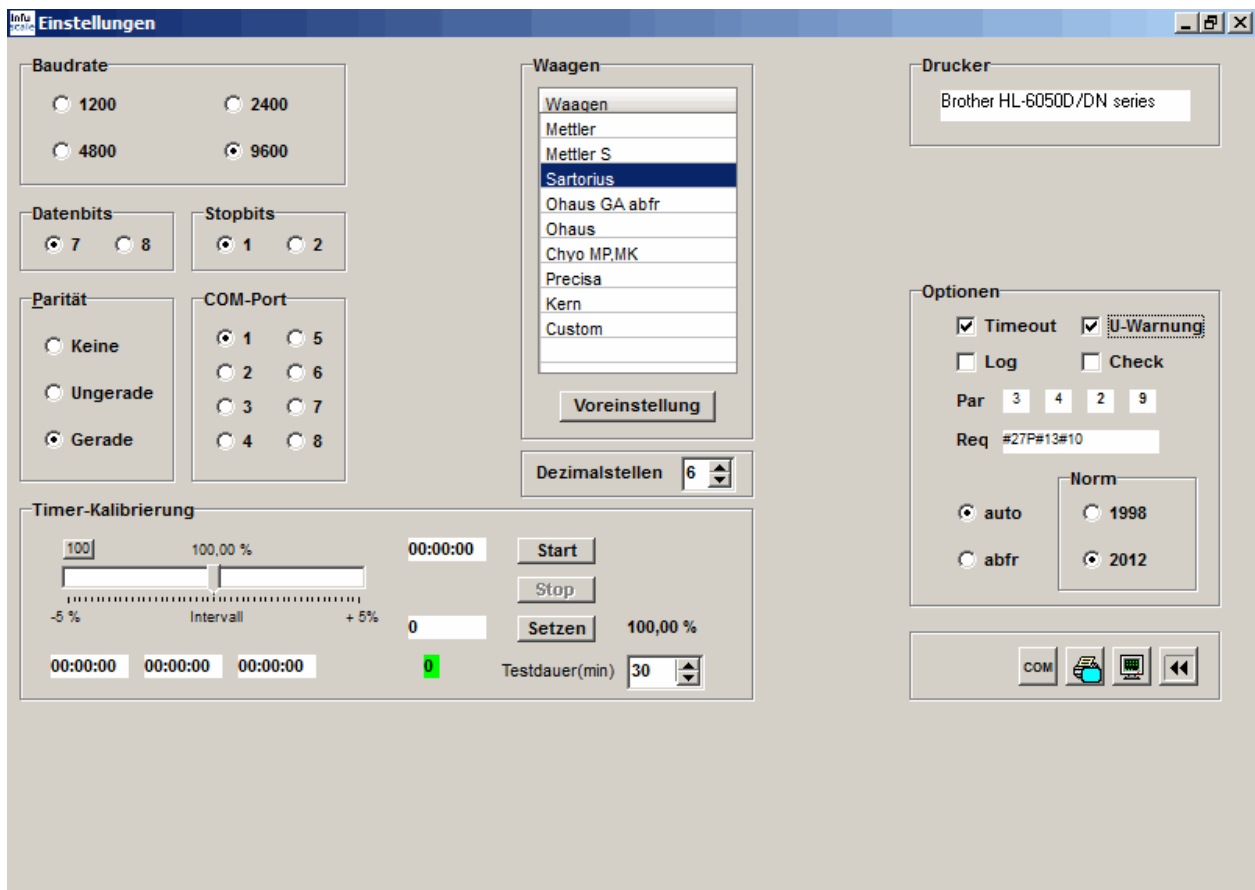 Infu
scale
Einstellungen
Baudrate
1200
2400
4800
9600
Datenbits
7
8
Stopbits
1
2
Parität
Keine
Ungerade
Gerade
COM-Port
1
5
2
6
3
7
4
8
Waagen
Waagen
Mettler
Mettler S
Sartorius
Ohaus GA abfr
Ohaus
Chyo MP,MK
Precisa
Kern
Custom
Voreinstellung
Dezimalstellen 6
Drucker
Brother HL-6050D/DN series
Optionen
Timeout
U-Warnung
Log
Check
Par 3 4 2 9
Req #27P#13#10
auto
abfr
Norm
1998
2012
Timer-Kalibrierung
100
100,00 %
00:00:00
Start
Stop
-5 %
Intervall
+ 5%
0
Setzen
100,00 %
00:00:00
00:00:00
00:00:00
0
Testdauer(min) 30
COM